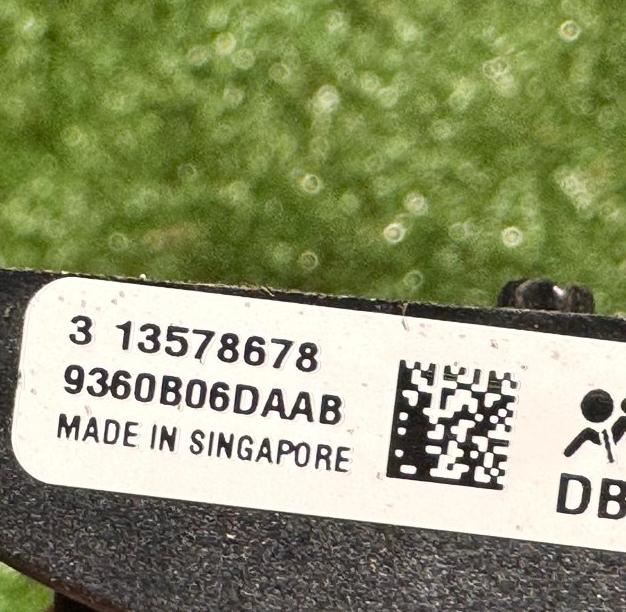 3 13578678
9360B06DAAB
MADE IN SINGAPORE
DB